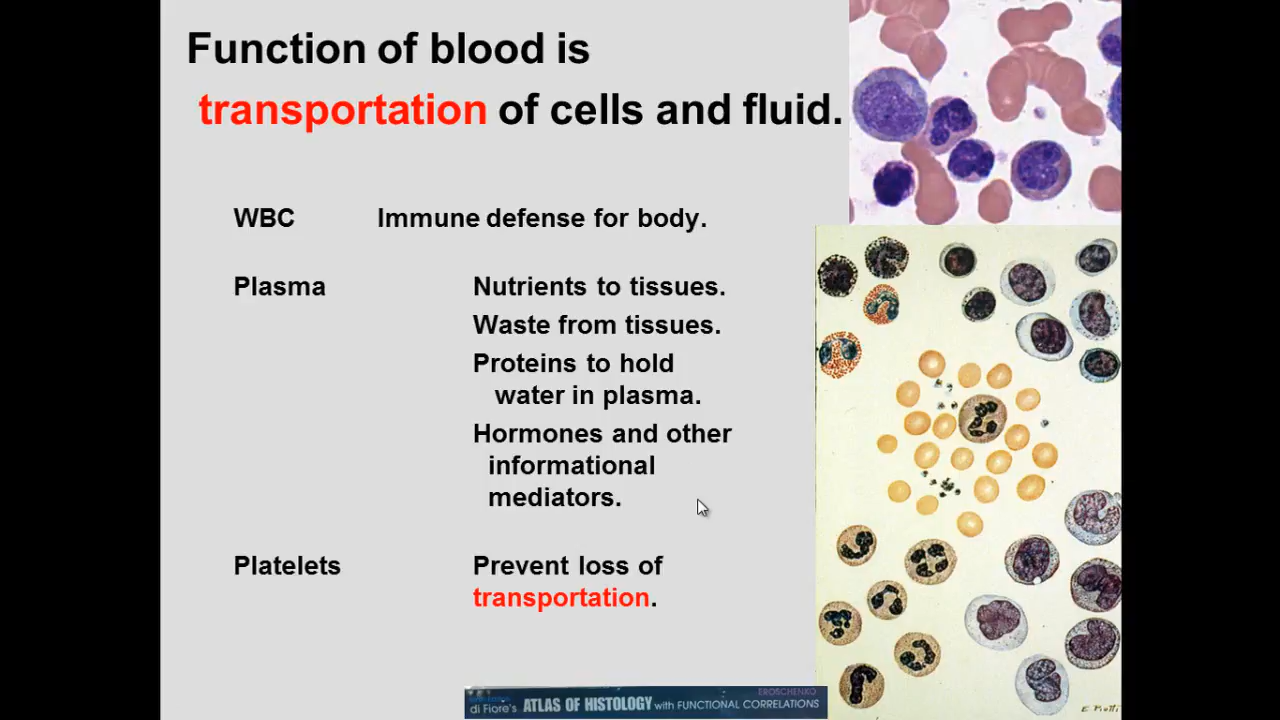 Function of blood is
transportation of cells and fluid.
WBC Immune defense for body.
Plasma Nutrients to tissues.
Waste from tissues.
Proteins to hold
water in plasma.
Hormones and other
informational
mediators.
Platelets Prevent loss of
transportation.
EROSCHENKO
di Fiore's ATLAS OF HISTOLOGY with FUNCTIONAL CORRELATIONS